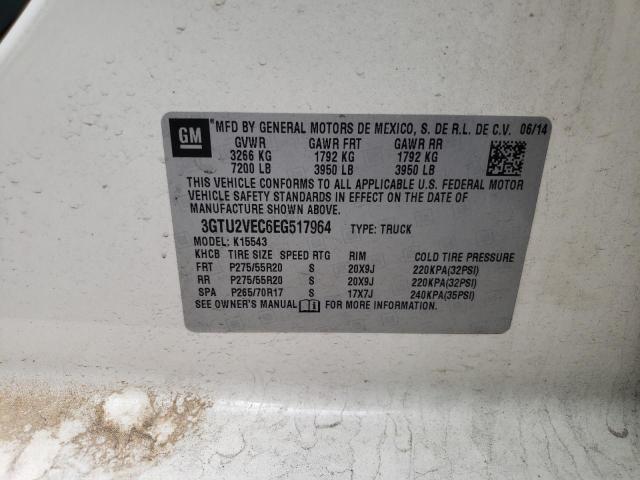 GM ®MFD BY GENERAL MOTORS DE MEXICO, S. DE R.L. DE C.V. 06/14
GVWR GAWR FRT GAWR RR
3266 KG 1792 KG 1792 KG
7200 LB 3950 LB 3950 LB
THIS VEHICLE CONFORMS TO ALL APPLICABLE U.S. FEDERAL MOTOR
VEHICLE SAFETY STANDARDS IN EFFECT ON THE DATE OF
MANUFACTURE SHOWN ABOVE.
3GTU2VEC6EG517964 TYPE: TRUCK
MODEL: K15543
KHCB TIRE SIZE SPEED RTG RIM COLD TIRE PRESSURE
FRT P275/55R20 S 20X9J 220KPA(32PSI)
RR P275/55R20 S 20X9J 220KPA(32PSI)
SPA P265/70R17 S 17X7J 240KPA(35PSI)
SEE OWNER'S MANUAL FOR MORE INFORMATION.